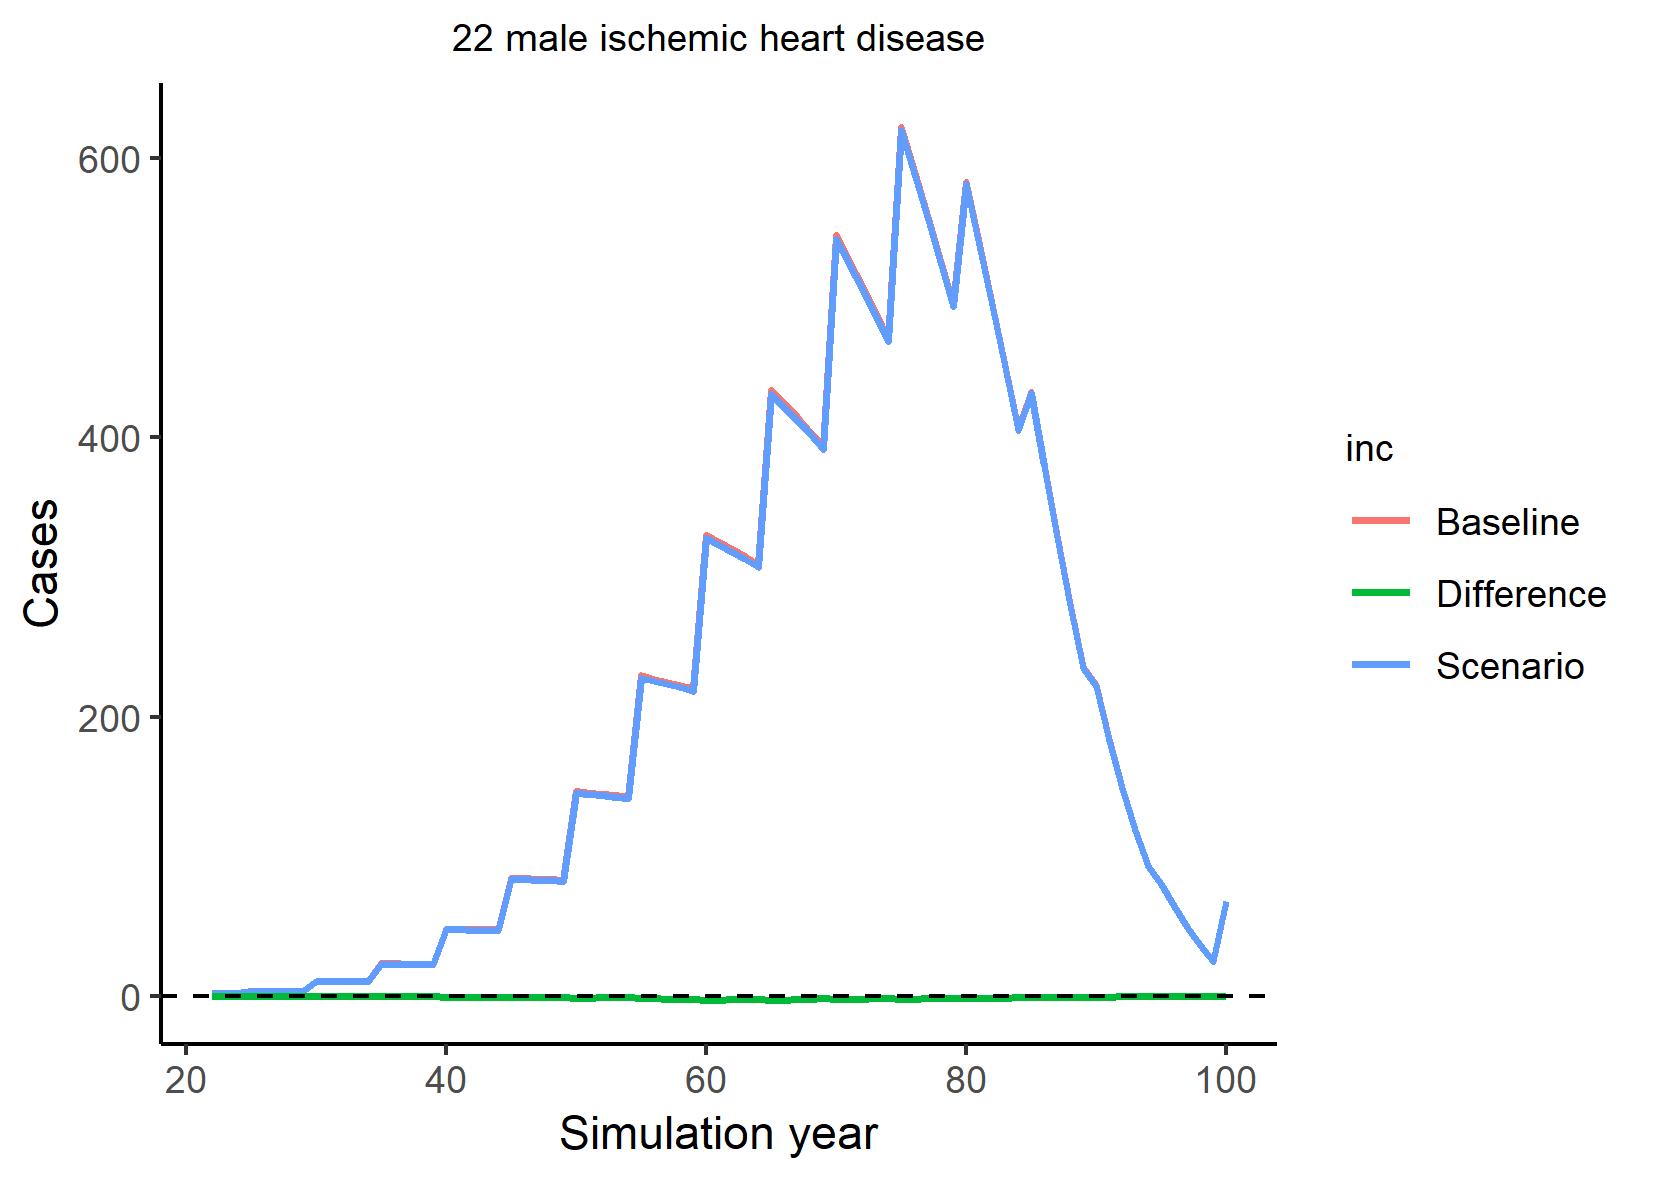 22 male ischemic heart disease
Cases
600
400
200
0
20 40 60 80 100
Simulation year
inc
Baseline
Difference
Scenario